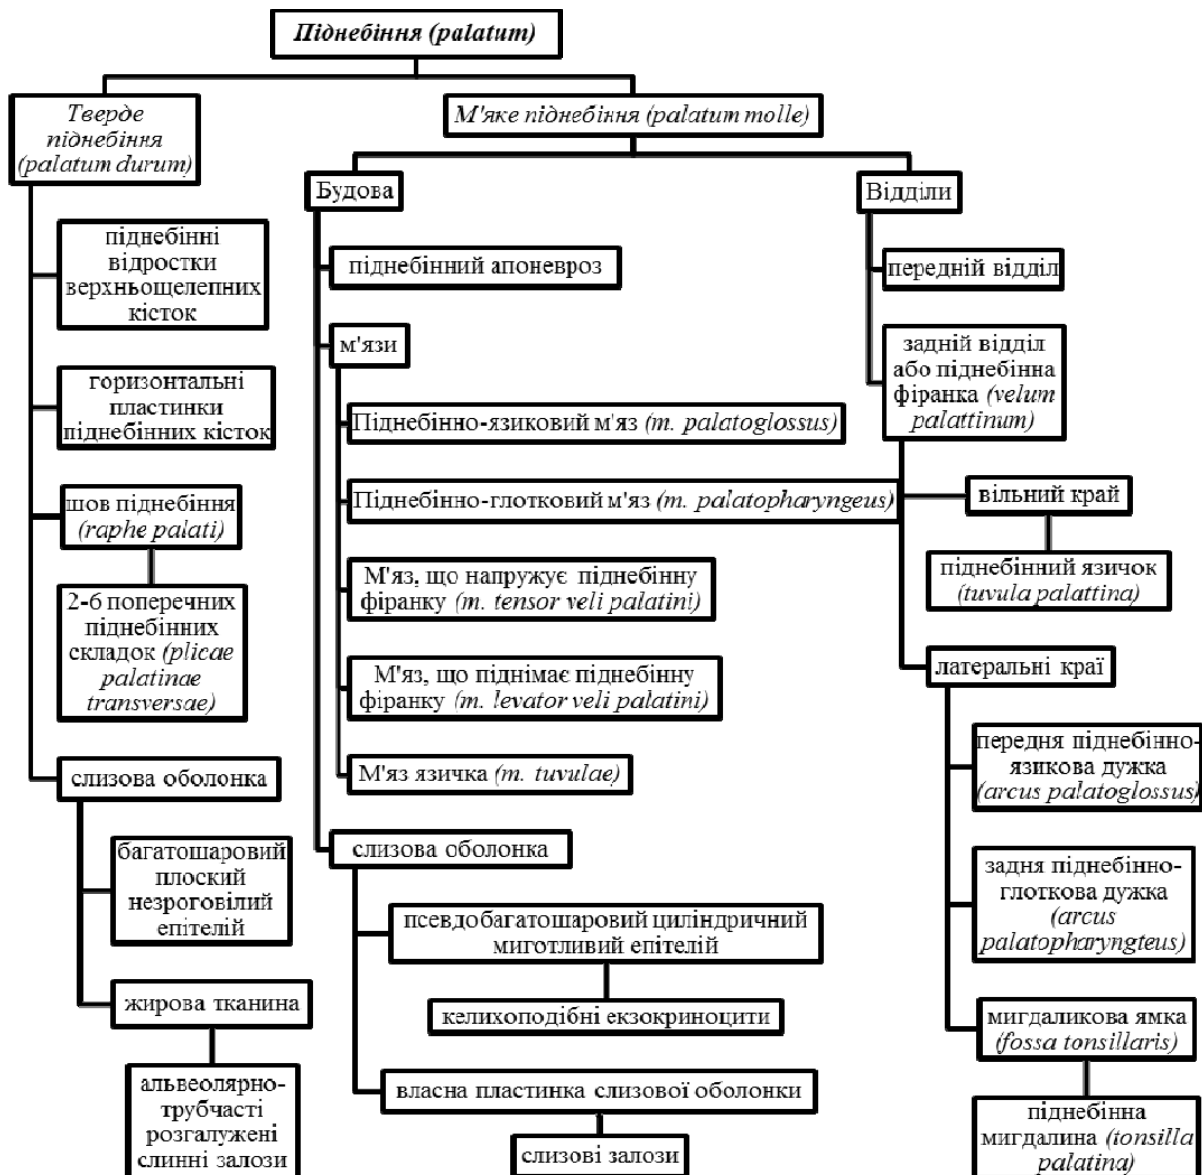 Піднебіння (palatum)
Тверде
піднебіння
(palatum durum)
піднебінні
відростки
верхньощелепних
кісток
горизонтальні
пластинки
піднебінних кісток
шов піднебіння
(raphe palati)
2-6 поперечних
піднебінних
складок (plicae
palatinae
transversae)
слизова оболонка
багатошаровий
плоский
незроговілий
епітелій
жирова тканина
альвеолярно-
трубчасті
розгалужені
слинні залози
М'яке піднебіння (palatum molle)
Будова
піднебінний апоневроз
м'язи
Піднебінно-язиковий м'яз (m. palatoglossus)
Піднебінно-глотковий м'яз (m. palatopharyngeus)
М'яз, що напружує піднебінну
фіранку (m. tensor veli palatini)
М'яз, що піднімає піднебінну
фіранку (m. levator veli palatini)
М'яз язичка (m. tuvulae)
слизова оболонка
псевдобагатошаровий циліндричний
миготливий епітелій
келихоподібні екзокриноцити
власна пластинка слизової оболонки
слизові залози
Відділи
передній відділ
задній відділ
або піднебінна
фіранка (velum
palattinum)
вільний край
піднебінний язичок
(tuvula palattina)
латеральні краї
передня піднебінно-
язикова дужка
(arcus palatoglossus)
задня піднебінно-
глоткова дужка
(arcus
palatopharyngteus)
мигдаликова ямка
(fossa tonsillaris)
піднебінна
мигдалина (tonsilla
palatina)